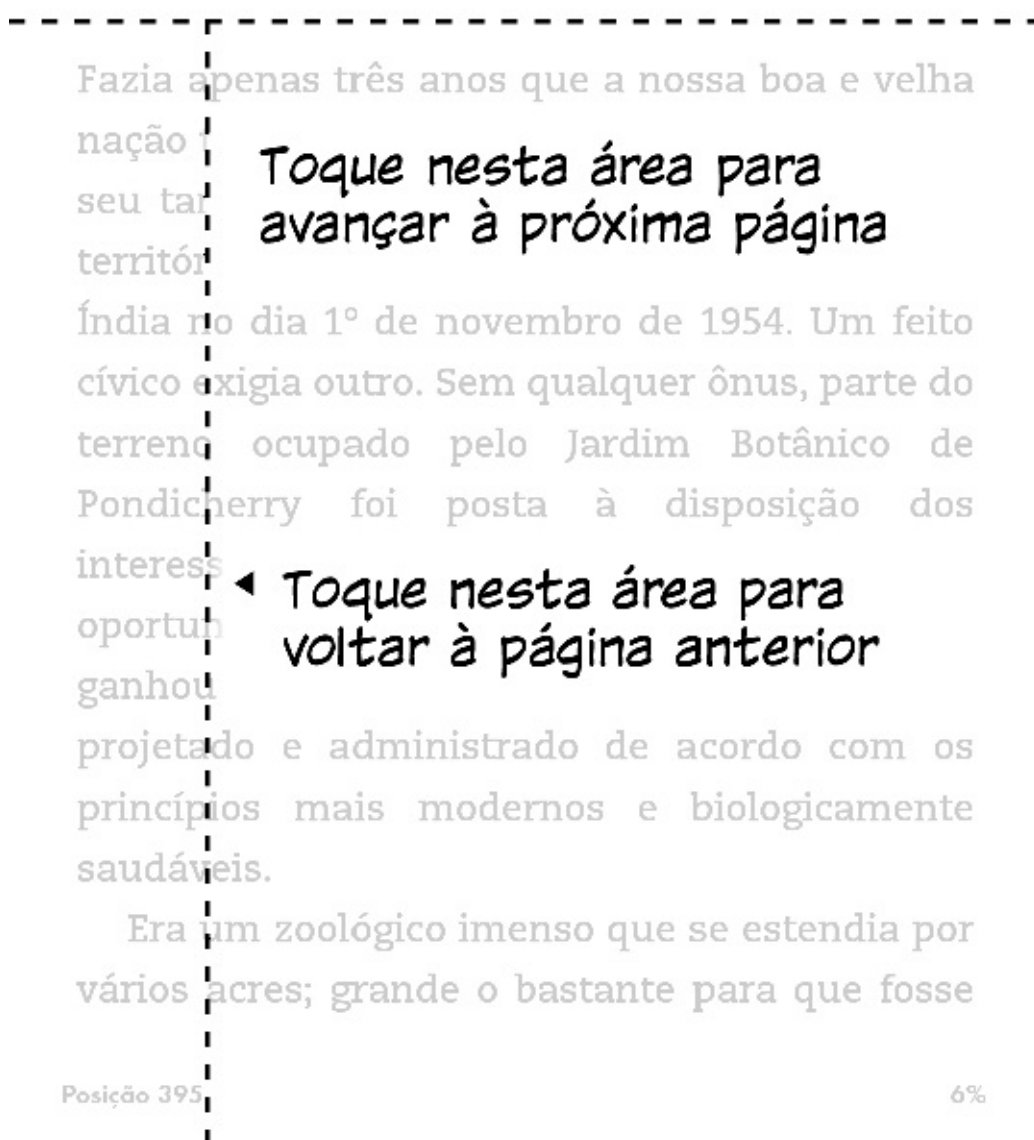 Fazia apenas três anos que a nossa boa e velha
nação
Toque nesta área para
avançar à próxima página
seu
Índia no dia 1º de novembro de 1954. Um feito
cívico exigia outro. Sem qualquer ônus, parte do
terreno ocupado pelo Jardim Botânico de
Pondicherry foi posta à disposição dos
◄ Toque nesta área para
voltar à página anterior
ganhou
projetado e administrado de acordo com os
princípios mais modernos e biologicamente
saudáveis.
Era um zoológico imenso que se estendia por
vários acres; grande o bastante para que fosse
Posição 395
6%